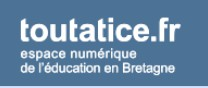 toutatice.fr
espace numérique
de l'éducation en Bretagne